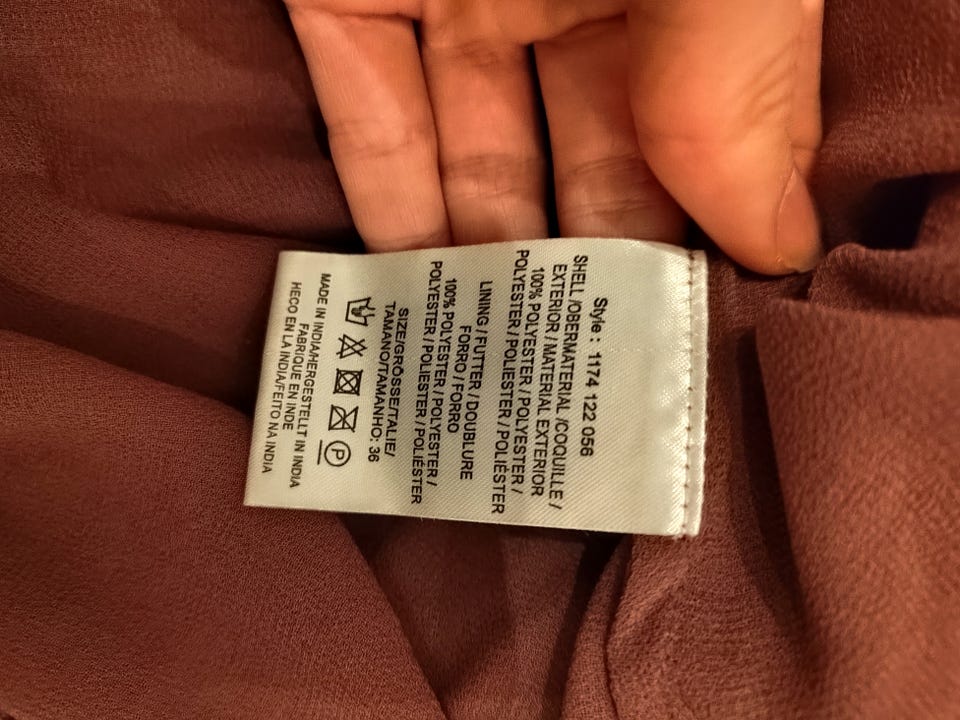 Style : 1174 122 056
SHELL /OBERMATERIAL /COQUILLE /
EXTERIOR / MATERIAL EXTERIOR
100% POLYESTER / POLYESTER /
POLYESTER / POLIESTER / POLIÉSTER
LINING / FUTTER / DOUBLURE
FORRO / FORRO
100% POLYESTER / POLYESTER /
POLYESTER / POLIESTER / POLIÉSTER
SIZE/GRÖSSE/TALIE/
TAMANO/TAMANHO: 36
P
MADE IN INDIA/HERGESTELLT IN INDIA
FABRIQUE EN INDE
HECO EN LA INDIA/FEITO NA INDIA